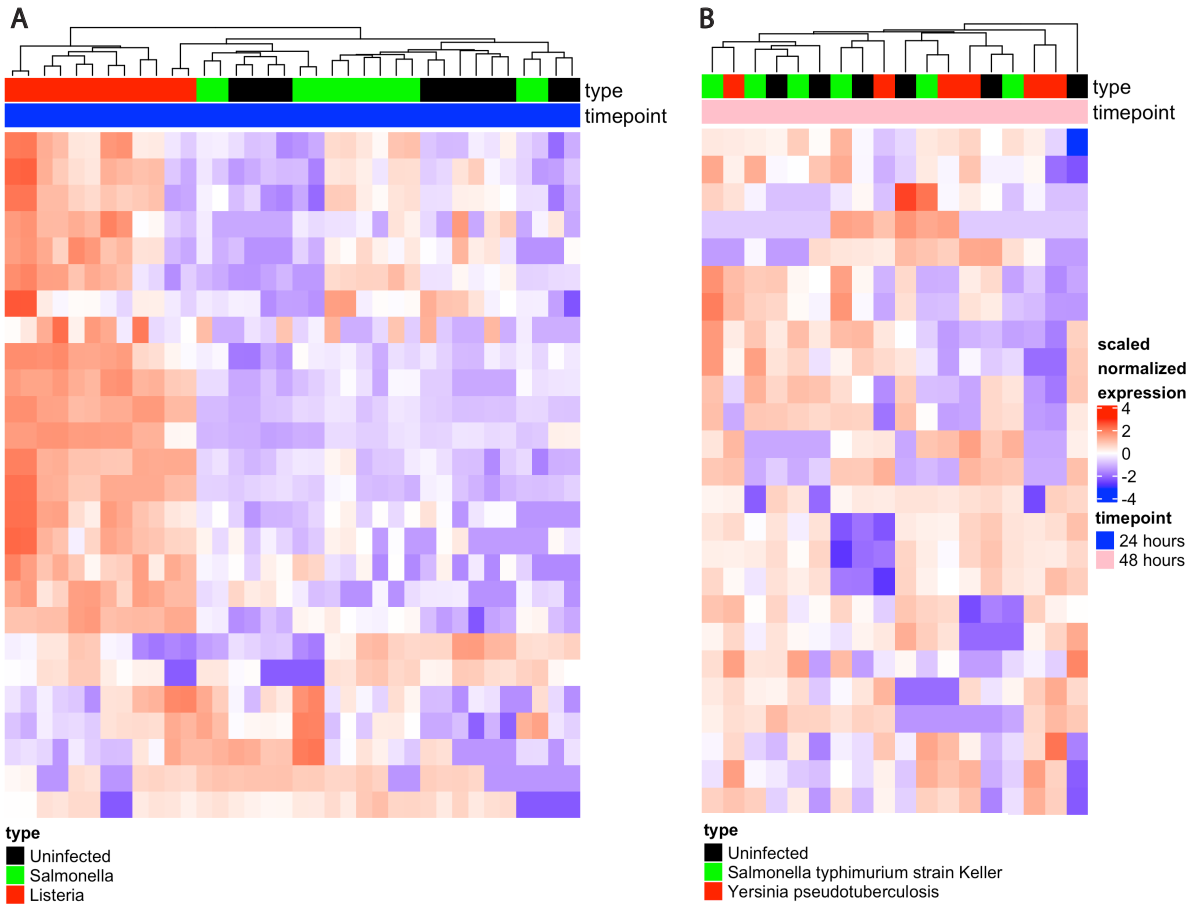 A
type
timepoint
type
Uninfected
Salmonella
Listeria
B
type
timepoint
scaled
normalized
expression
4
2
0
-2
-4
timepoint
24 hours
48 hours
type
Uninfected
Salmonella typhimurium strain Keller
Yersinia pseudotuberculosis